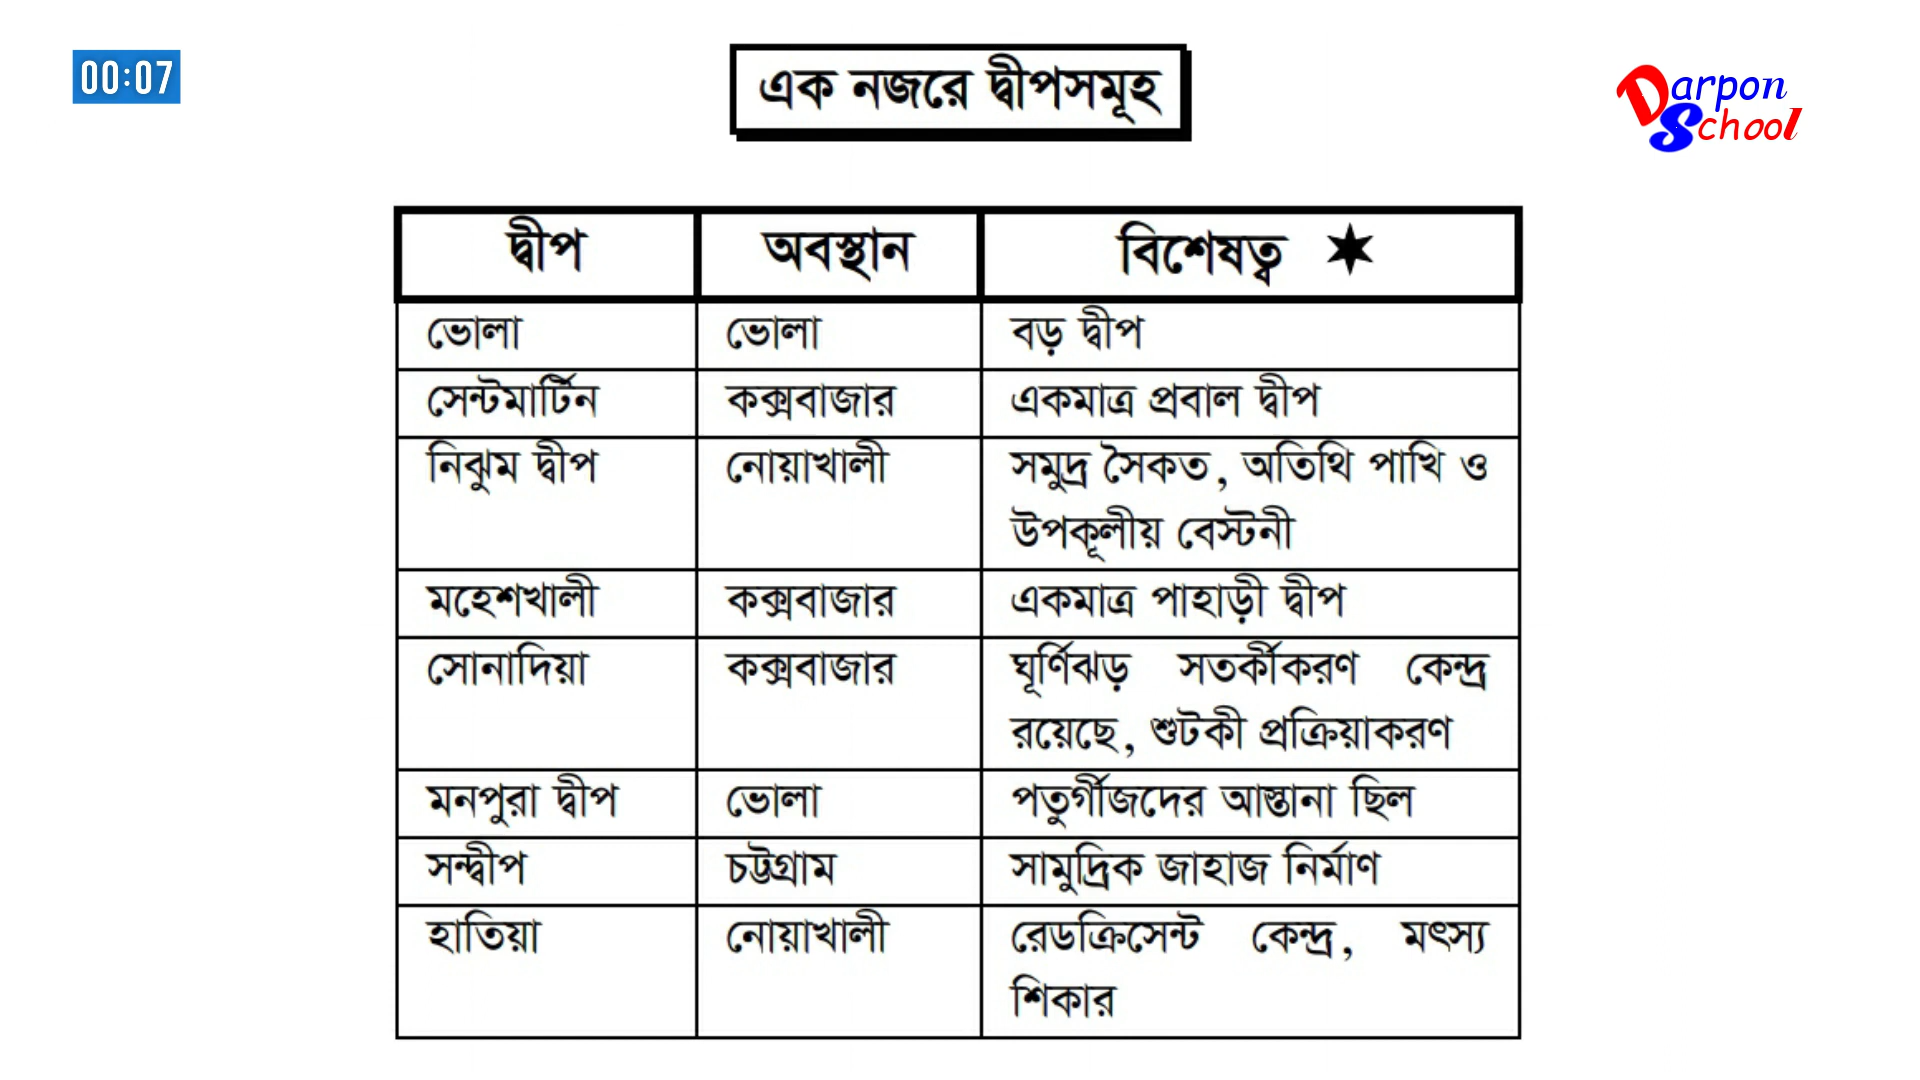 00:07
এক নজরে দ্বীপসমূহ
Darpon
School
দ্বীপ অবস্থান বিশেষত্ব ★
ভোলা ভোলা বড় দ্বীপ
সেন্টমার্টিন কক্সবাজার একমাত্র প্রবাল দ্বীপ
নিঝুম দ্বীপ নোয়াখালী সমুদ্র সৈকত, অতিথি পাখি ও
উপকূলীয় বেস্টনী
মহেশখালী কক্সবাজার একমাত্র পাহাড়ী দ্বীপ
সোনাদিয়া কক্সবাজার ঘূর্ণিঝড় সতর্কীকরণ কেন্দ্র
রয়েছে, শুটকী প্রক্রিয়াকরণ
মনপুরা দ্বীপ ভোলা পতুর্গীজদের আস্তানা ছিল
সন্দ্বীপ চট্টগ্রাম সামুদ্রিক জাহাজ নির্মাণ
হাতিয়া নোয়াখালী রেডক্রিসেন্ট কেন্দ্র, মৎস্য
শিকার